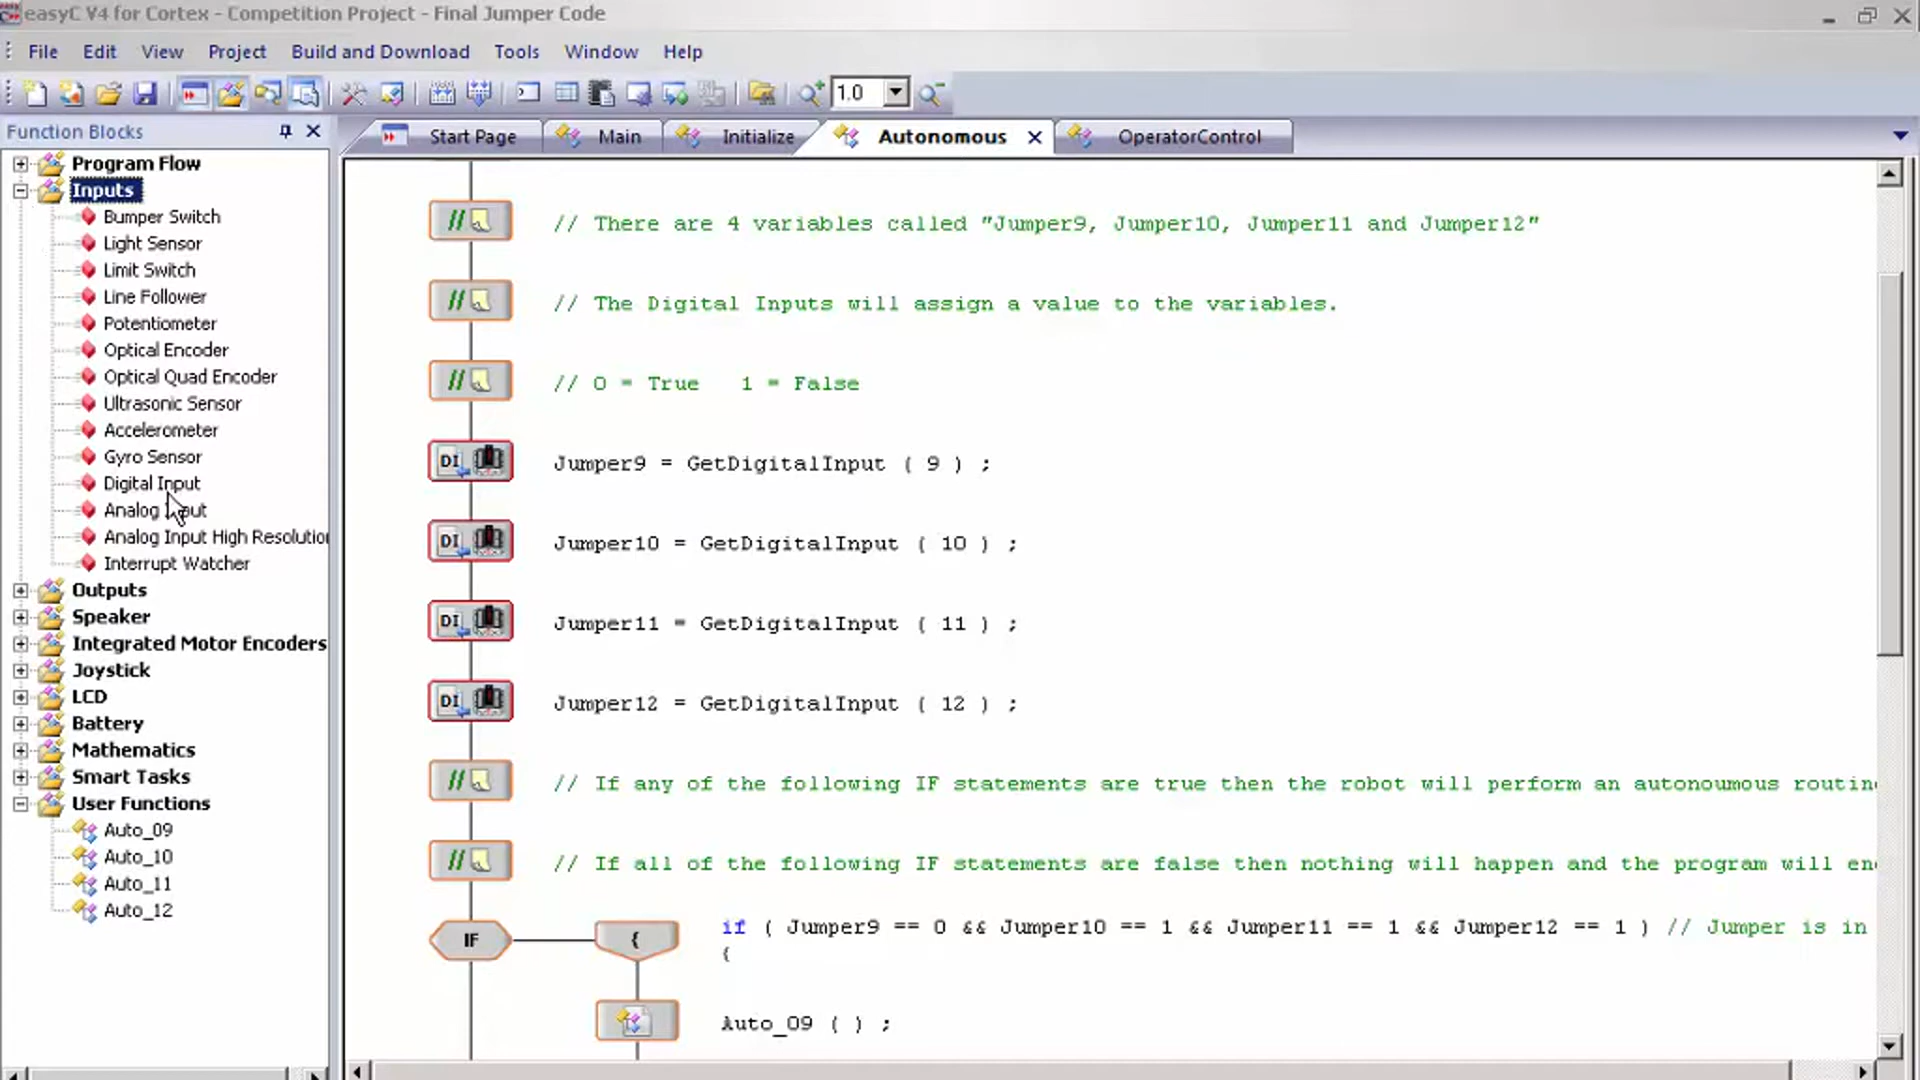 easyC V4 for Cortex - Competition Project - Final Jumper Code
File Edit View Project Build and Download Tools Window Help
1.0
Function Blocks
Start Page Main Initialize Autonomous OperatorControl
Program Flow
Inputs
Bumper Switch
Light Sensor
Limit Switch
Line Follower
Potentiometer
Optical Encoder
Optical Quad Encoder
Ultrasonic Sensor
Accelerometer
Gyro Sensor
Digital Input
Analog Input
Analog Input High Resolution
Interrupt Watcher
Outputs
Speaker
Integrated Motor Encoders
Joystick
LCD
Battery
Mathematics
Smart Tasks
User Functions
Auto_09
Auto_10
Auto_11
Auto_12
// // There are 4 variables called "Jumper9, Jumper10, Jumper11 and Jumper12"
// // The Digital Inputs will assign a value to the variables.
// // 0 = True 1 = False
DI Jumper9 = GetDigitalInput ( 9 ) ;
DI Jumper10 = GetDigitalInput ( 10 ) ;
DI Jumper11 = GetDigitalInput ( 11 ) ;
DI Jumper12 = GetDigitalInput ( 12 ) ;
// // If any of the following IF statements are true then the robot will perform an autonoumous routin
// // If all of the following IF statements are false then nothing will happen and the program will en
IF { if ( Jumper9 == 0 && Jumper10 == 1 && Jumper11 == 1 && Jumper12 == 1 ) // Jumper is in
{
Auto_09 ( ) ;